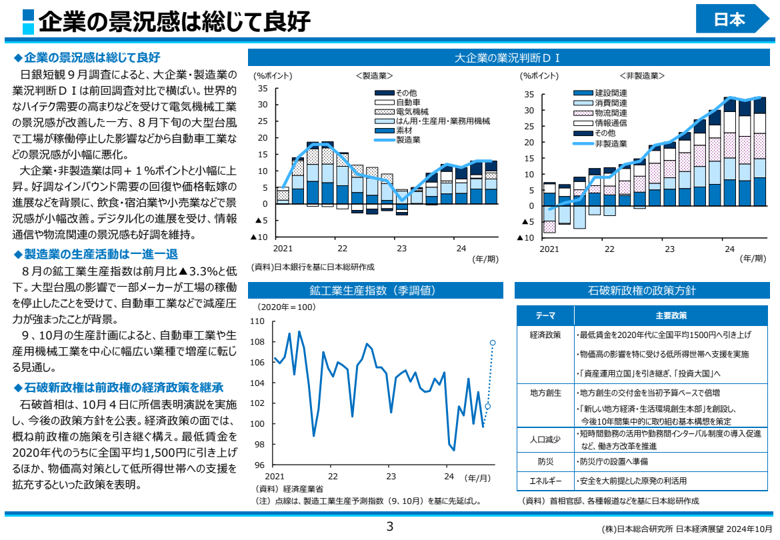 企業の景況感は総じて良好
日本
◆企業の景況感は総じて良好
日銀短観９月調査によると、大企業・製造業の
業況判断ＤＩは前回調査対比で横ばい。世界的
なハイテク需要の高まりなどを受けて電気機械工業
の景況感が改善した一方、８月下旬の大型台風
で工場が稼働停止した影響などから自動車工業な
どの景況感が小幅に悪化。
大企業・非製造業は同＋１％ポイントと小幅に上
昇。好調なインバウンド需要の回復や価格転嫁の
進展などを背景に、飲食・宿泊業や小売業などで景
況感が小幅改善。デジタル化の進展を受け、情報
通信や物流関連の景況感も好調を維持。
◆製造業の生産活動は一進一退
８月の鉱工業生産指数は前月比▲3.3%と低
下。大型台風の影響で一部メーカーが工場の稼働
を停止したことを受けて、自動車工業などで減産圧
力が強まったことが背景。
９、10月の生産計画によると、自動車工業や生
産用機械工業を中心に幅広い業種で増産に転じ
る見通し。
◆石破新政権は前政権の経済政策を継承
石破首相は、10月４日に所信表明演説を実施
し、今後の政策方針を公表。経済政策の面では、
概ね前政権の施策を引き継ぐ構え。最低賃金を
2020年代のうちに全国平均1,500円に引き上げ
るほか、物価高対策として低所得世帯への支援を
拡充するといった政策を表明。
大企業の業況判断ＤＩ
(％ポイント)
＜製造業＞
35
30
25
20
15
10
5
0
▲5
▲10
その他
自動車
電気機械
はん用・生産用・業務用機械
素材
製造業
2021
22
23
24
(年/期)
(資料)日本銀行を基に日本総研作成
(％ポイント)
＜非製造業＞
35
30
25
20
15
10
5
0
▲5
▲10
建設関連
消費関連
物流関連
情報通信
その他
非製造業
2021
22
23
24
(年/期)
鉱工業生産指数（季調値）
（2020年＝100）
110
108
106
104
102
100
98
96
2021
22
23
24
(年/月)
（資料）経済産業省
（注）点線は、製造工業生産予測指数（9､10月）を基に先延ばし。
石破新政権の政策方針
テーマ
主要政策
経済政策
・最低賃金を2020年代に全国平均1500円へ引き上げ
・物価高の影響を特に受ける低所得世帯へ支援を実施
・「資産運用立国」を引き継ぎ、「投資大国」へ
地方創生
・地方創生の交付金を当初予算ベースで倍増
・「新しい地方経済・生活環境創生本部」を創設し、
今後10年間集中的に取り組む基本構想を策定
人口減少
・短時間勤務の活用や勤務間インターバル制度の導入促進
など、働き方改革を推進
防災
・防災庁の設置へ準備
エネルギー
・安全を大前提とした原発の利活用
（資料）首相官邸、各種報道などを基に日本総研作成
3
(株)日本総合研究所 日本経済展望 2024年10月